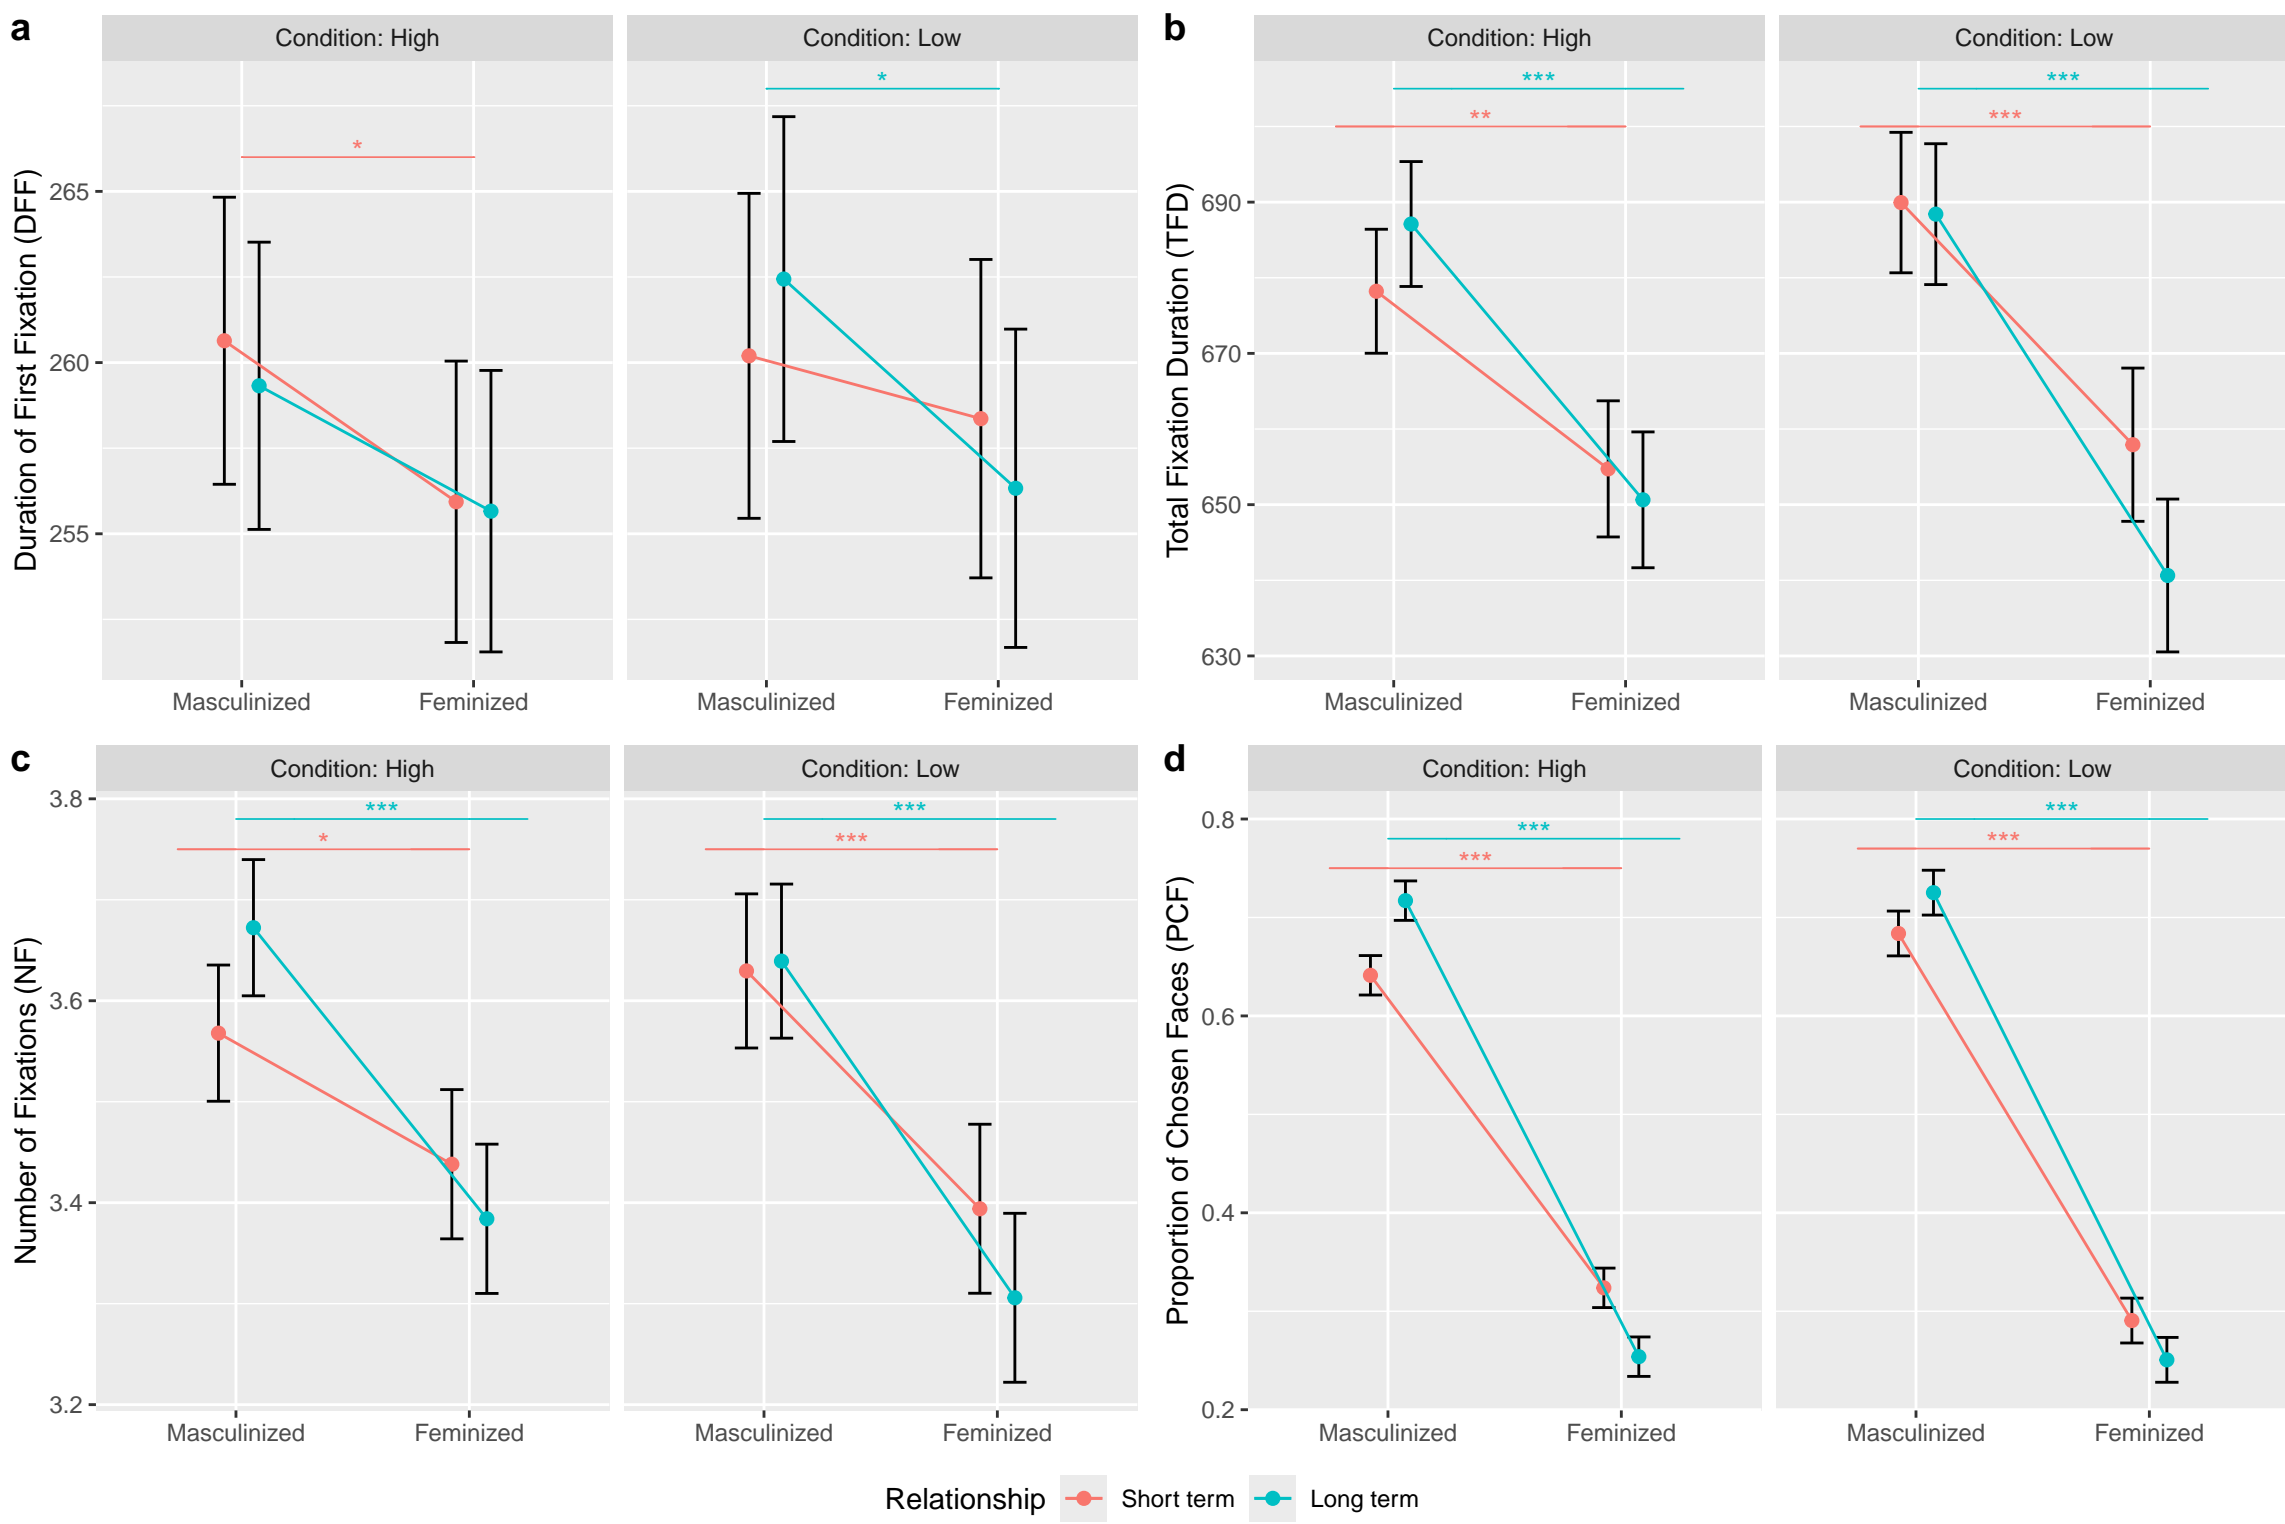 a
Condition: High
Condition: Low
*
*
Duration of First Fixation (DFF)
265
260
255
Masculinized
Feminized
Masculinized
Feminized
b
Condition: High
Condition: Low
***
**
***
***
Total Fixation Duration (TFD)
690
670
650
630
Masculinized
Feminized
Masculinized
Feminized
c
Condition: High
Condition: Low
***
*
***
***
Number of Fixations (NF)
3.8
3.6
3.4
3.2
Masculinized
Feminized
Masculinized
Feminized
d
Condition: High
Condition: Low
***
***
***
***
Proportion of Chosen Faces (PCF)
0.8
0.6
0.4
0.2
Masculinized
Feminized
Masculinized
Feminized
Relationship Short term Long term